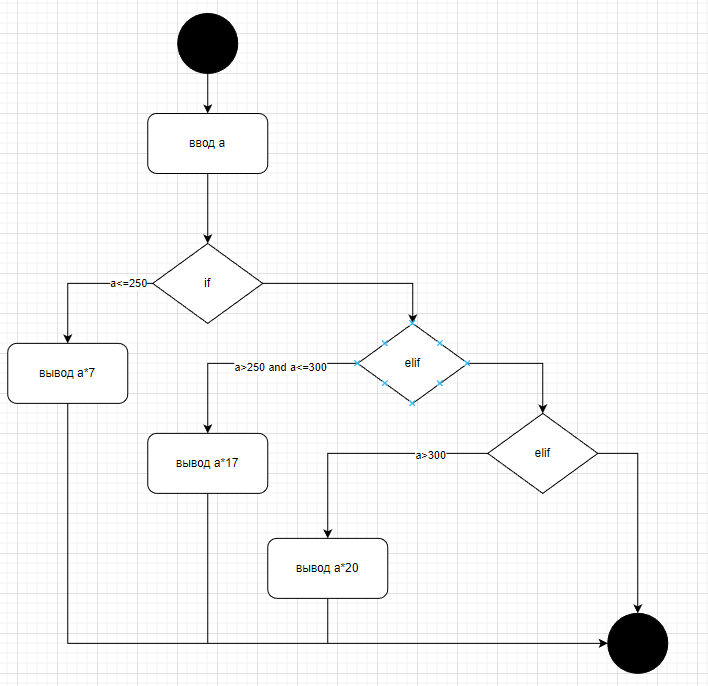 ввод a
if
a<=250
вывод a*7
elif
a>250 and a<=300
вывод a*17
elif
a>300
вывод a*20